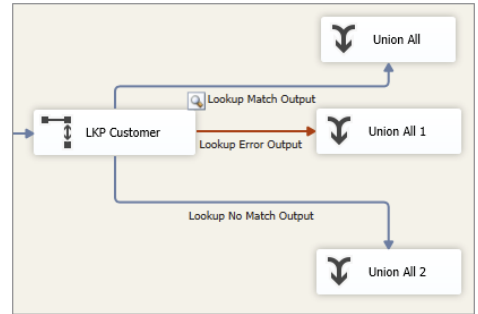 Union All
Lookup Match Output
LKP Customer
Union All 1
Lookup Error Output
Lookup No Match Output
Union All 2